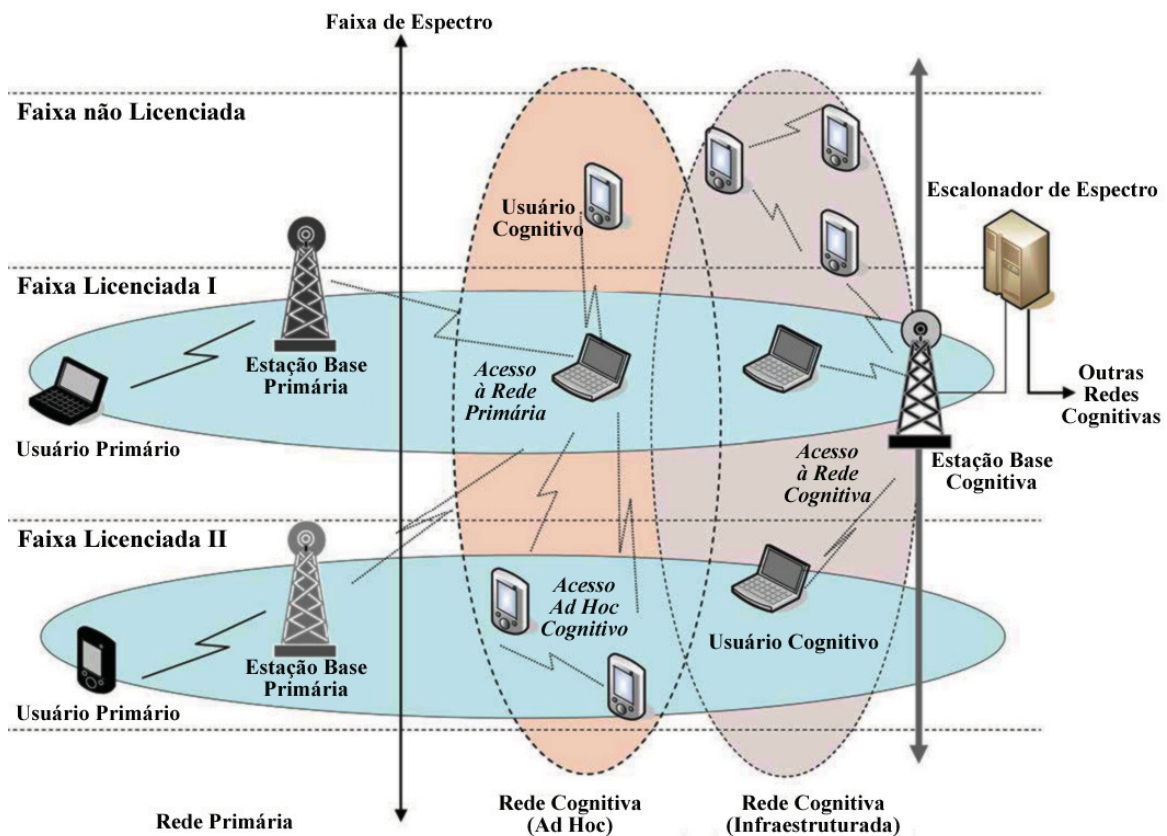 Faixa de Espectro
Faixa não Licenciada
Usuário
Cognitivo
Escalonador de Espectro
Faixa Licenciada I
Estação Base
Primária
Acesso
à Rede
Primária
Outras
Redes
Cognitivas
Usuário Primário
Acesso
à Rede
Cognitiva
Estação Base
Cognitiva
Faixa Licenciada II
Acesso
Ad Hoc
Cognitivo
Estação Base
Primária
Usuário Cognitivo
Usuário Primário
Rede Primária
Rede Cognitiva
(Ad Hoc)
Rede Cognitiva
(Infraestruturada)